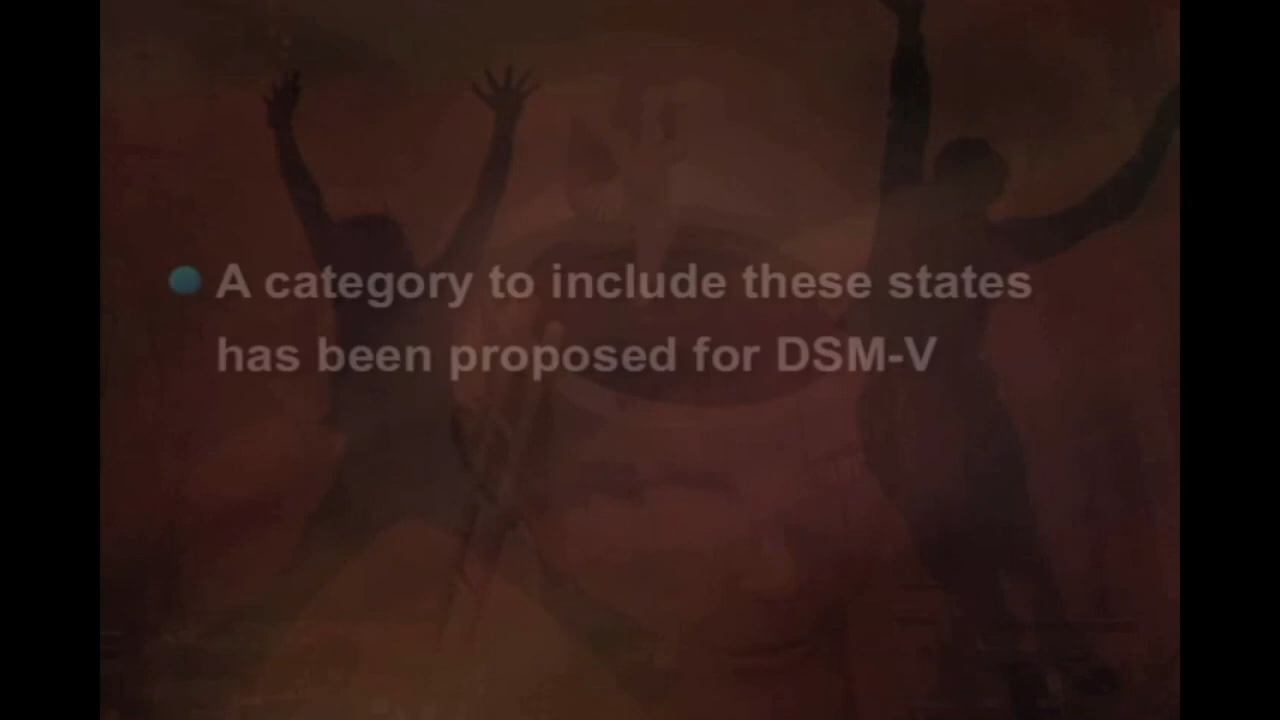 A category to include these states
has been proposed for DSM-V